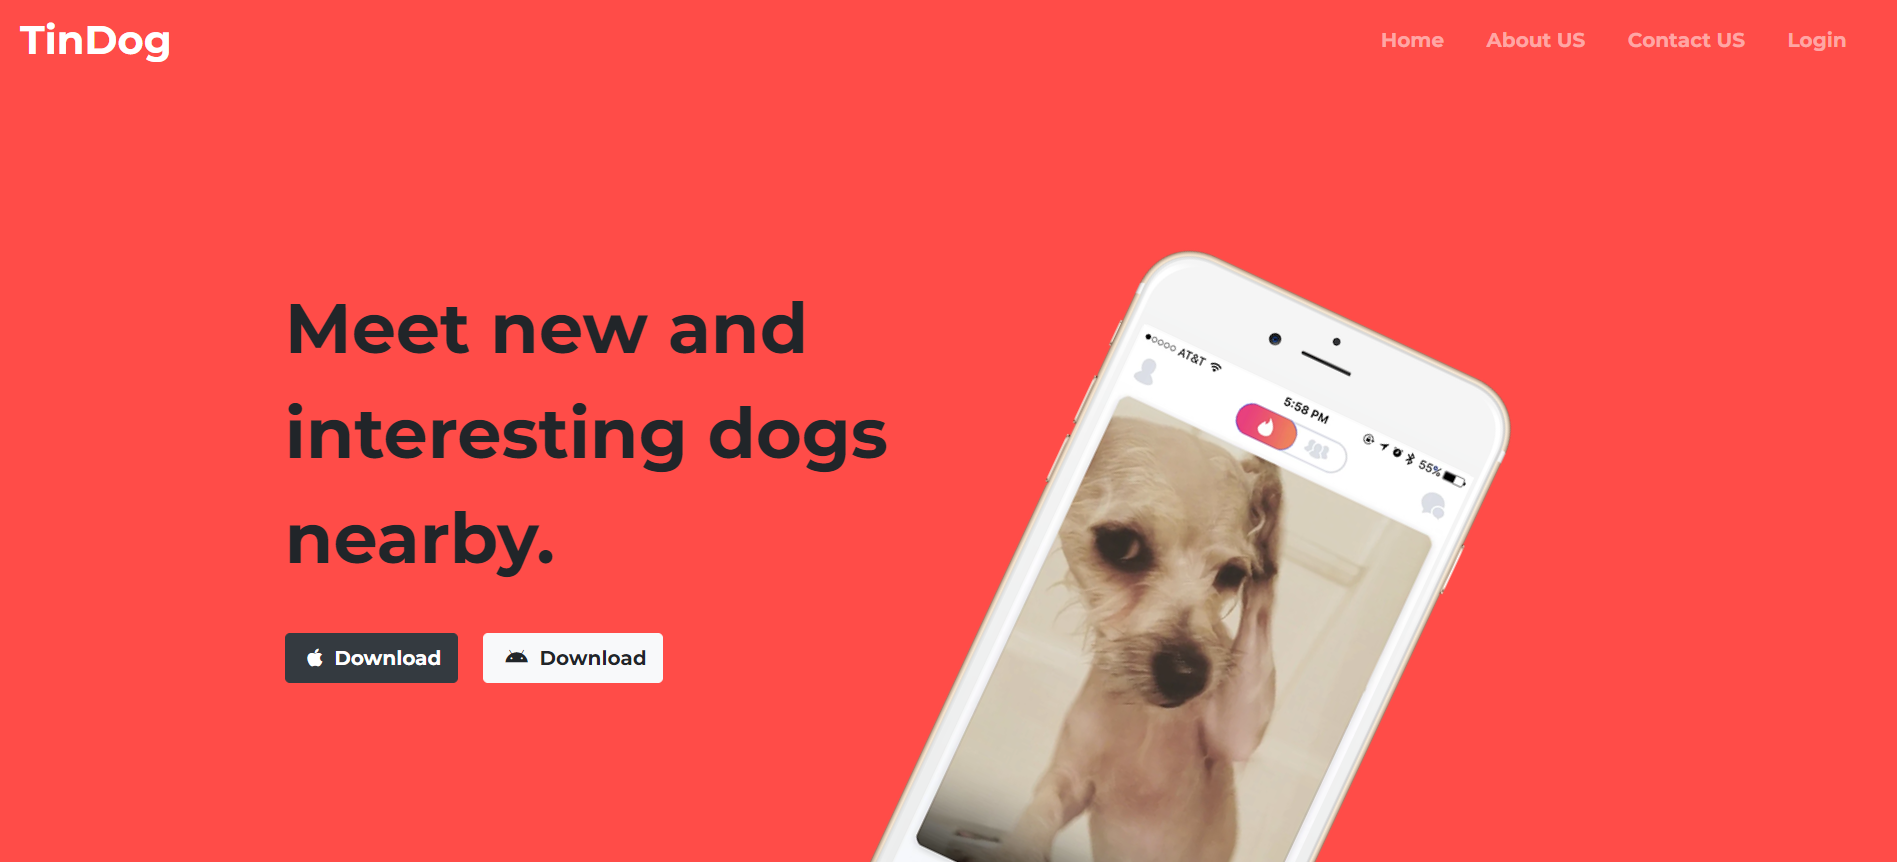 TinDog
Home About US Contact US Login
Meet new and
interesting dogs
nearby.
Download Download
AT&T
5:58 PM
55%